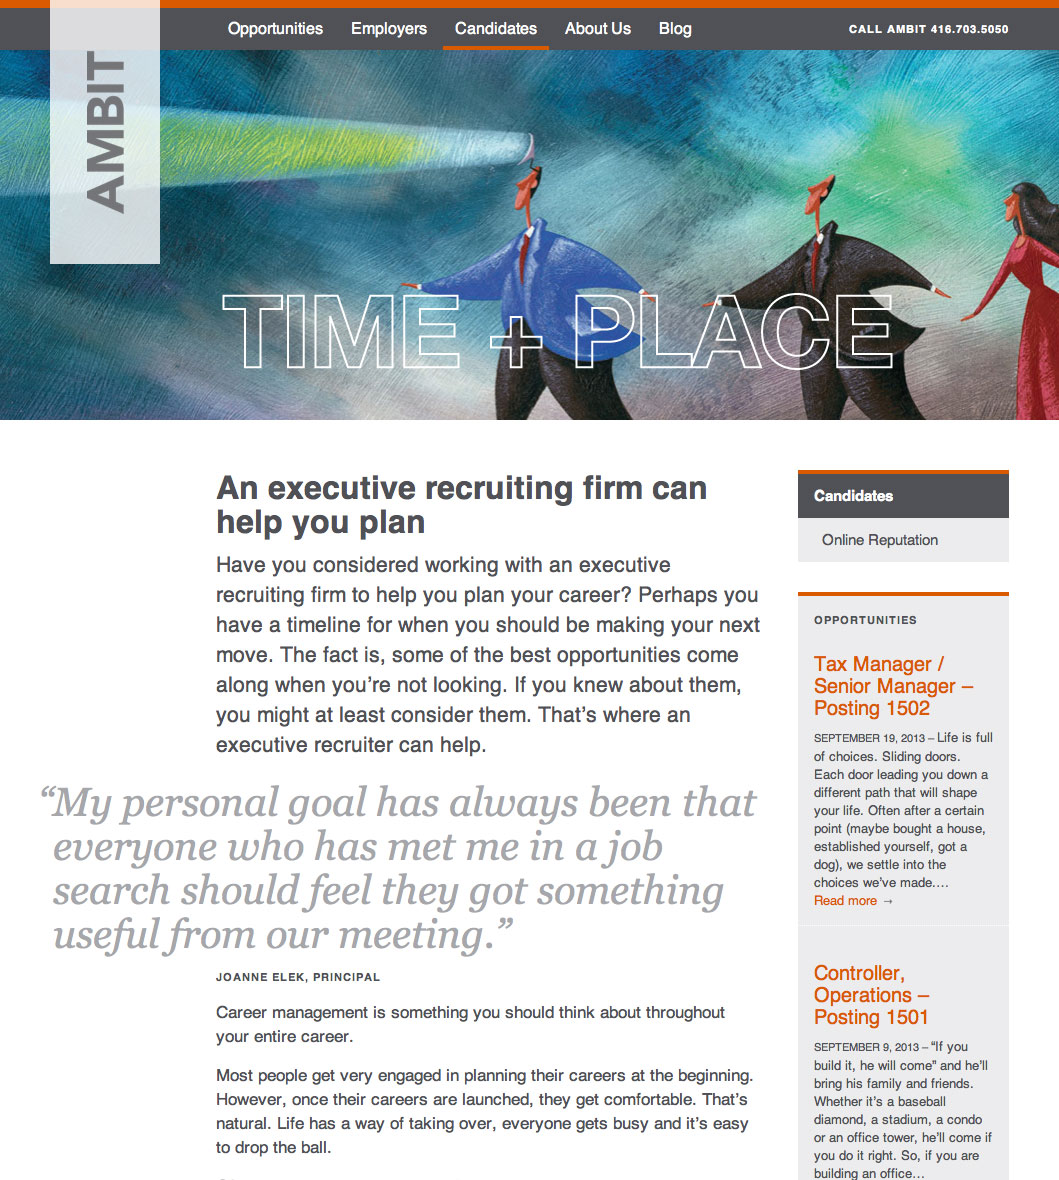 Opportunities Employers Candidates About Us Blog CALL AMBIT 416.703.5050
AMBIT
TIME + PLACE
An executive recruiting firm can
help you plan
Have you considered working with an executive
recruiting firm to help you plan your career? Perhaps you
have a timeline for when you should be making your next
move. The fact is, some of the best opportunities come
along when you’re not looking. If you knew about them,
you might at least consider them. That’s where an
executive recruiter can help.
“My personal goal has always been that
everyone who has met me in a job
search should feel they got something
useful from our meeting.”
JOANNE ELEK, PRINCIPAL
Career management is something you should think about throughout
your entire career.
Most people get very engaged in planning their careers at the beginning.
However, once their careers are launched, they get comfortable. That’s
natural. Life has a way of taking over, everyone gets busy and it’s easy
to drop the ball.
Candidates
Online Reputation
OPPORTUNITIES
Tax Manager /
Senior Manager –
Posting 1502
SEPTEMBER 19, 2013 – Life is full
of choices. Sliding doors.
Each door leading you down a
different path that will shape
your life. Often after a certain
point (maybe bought a house,
established yourself, got a
dog), we settle into the
choices we’ve made.…
Read more →
Controller,
Operations –
Posting 1501
SEPTEMBER 9, 2013 – “If you
build it, he will come” and he’ll
bring his family and friends.
Whether it’s a baseball
diamond, a stadium, a condo
or an office tower, he’ll come if
you do it right. So, if you are
building an office…